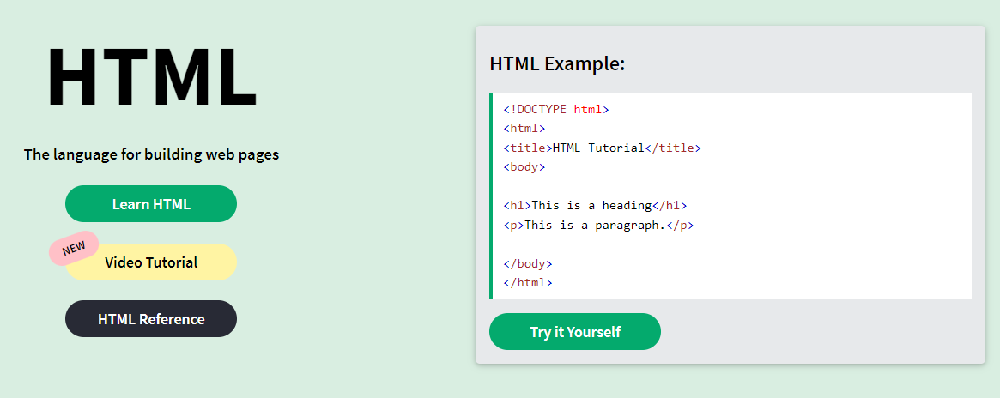 HTML
The language for building web pages
Learn HTML
NEW
Video Tutorial
HTML Reference
HTML Example:
<!DOCTYPE html>
<html>
<title>HTML Tutorial</title>
<body>
<h1>This is a heading</h1>
<p>This is a paragraph.</p>
</body>
</html>
Try it Yourself